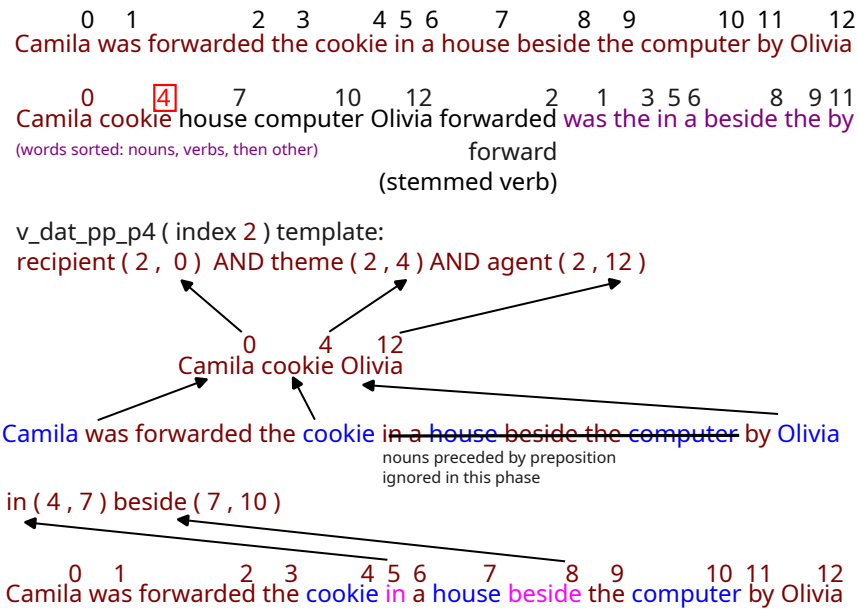 0 1 2 3 4 5 6 7 8 9 10 11 12
Camila was forwarded the cookie in a house beside the computer by Olivia
0 4 7 10 12 2 1 3 5 6 8 9 11
Camila cookie house computer Olivia forwarded was the in a beside the by
(words sorted: nouns, verbs, then other)
forward
(stemmed verb)
v_dat_pp_p4 ( index 2 ) template:
recipient ( 2 , 0 ) AND theme ( 2 , 4 ) AND agent ( 2 , 12 )
0 4 12
Camila cookie Olivia
Camila was forwarded the cookie in a house beside the computer by Olivia
nouns preceded by preposition
ignored in this phase
in ( 4 , 7 ) beside ( 7 , 10 )
0 1 2 3 4 5 6 7 8 9 10 11 12
Camila was forwarded the cookie in a house beside the computer by Olivia